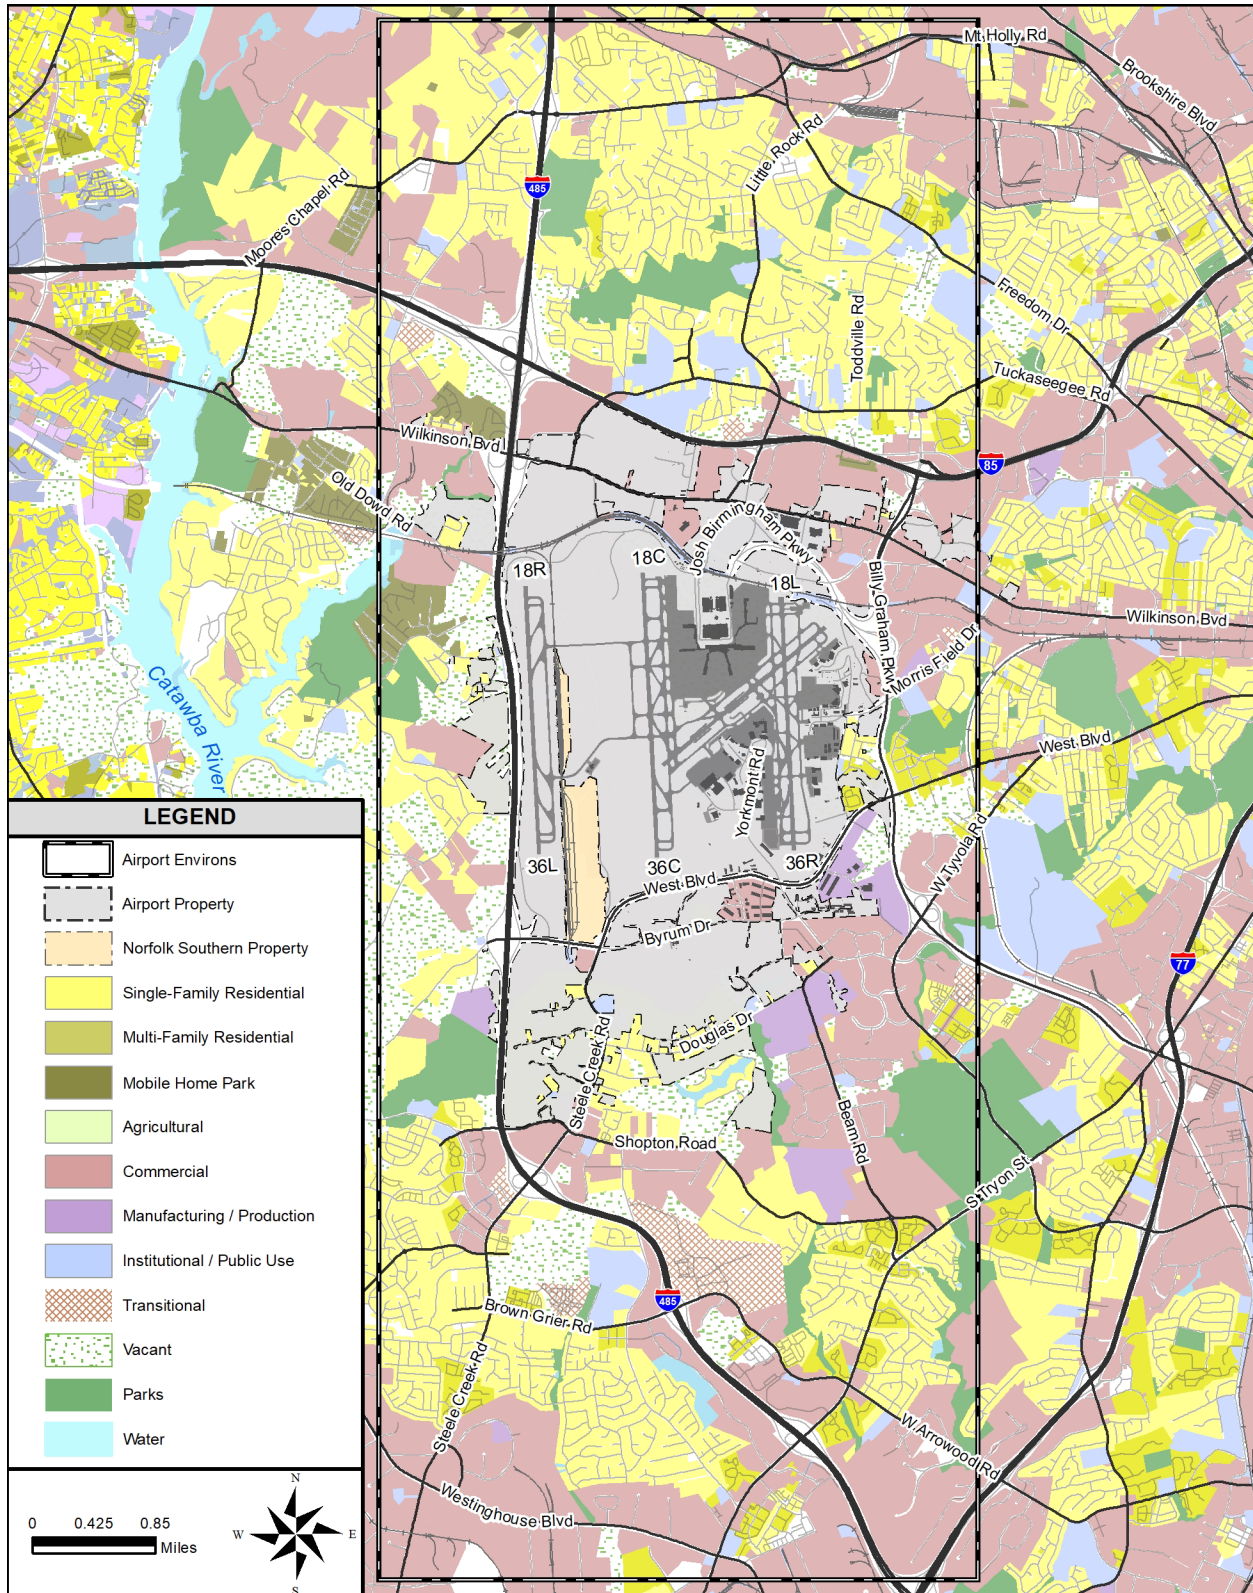 Mt Holly Rd
Brookshire Blvd
Little Rock Rd
485
Moores Chapel Rd
Freedom Dr
Toddville Rd
Tuckaseegee Rd
Wilkinson Bvd
85
Old Dowd Rd
Josh Birmingham Pkwy
18R
18C
18L
Billy Graham Pkwy
Wilkinson Bvd
Morris Field Dr
Catawba River
West Blvd
Yorkmont Rd
W Tyvola Rd
36L
36C
36R
West Blvd
Byrum Dr
77
Douglas Dr
Steele Creek Rd
Beam Rd
Shopton Road
S Tryon St
485
Brown Grier Rd
Steele Creek Rd
W Arrowood Rd
Westinghouse Blvd
LEGEND
Airport Environs
Airport Property
Norfolk Southern Property
Single-Family Residential
Multi-Family Residential
Mobile Home Park
Agricultural
Commercial
Manufacturing / Production
Institutional / Public Use
Transitional
Vacant
Parks
Water
0 0.425 0.85
Miles
N
W E
S